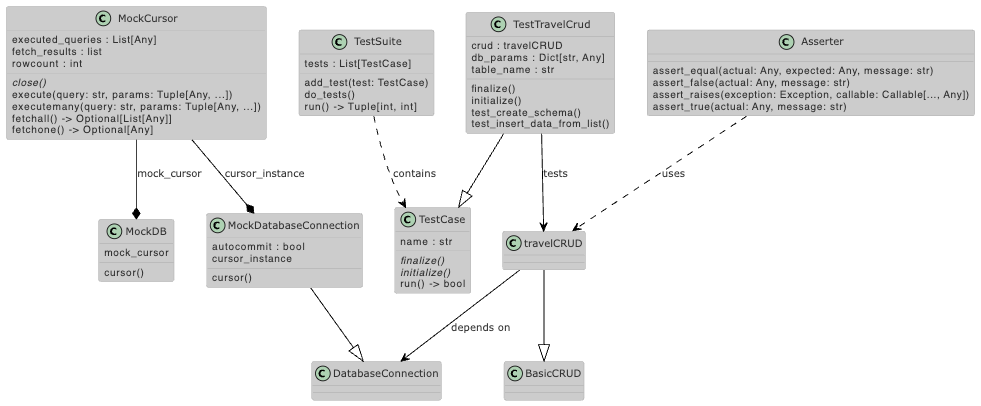 C MockCursor
executed_queries : List[Any]
fetch_results : list
rowcount : int
close()
execute(query: str, params: Tuple[Any, ...])
executemany(query: str, params: Tuple[Any, ...])
fetchall() -> Optional[List[Any]]
fetchone() -> Optional[Any]
C TestSuite
tests : List[TestCase]
add_test(test: TestCase)
do_tests()
run() -> Tuple[int, int]
C TestTravelCrud
crud : travelCRUD
db_params : Dict[str, Any]
table_name : str
finalize()
initialize()
test_create_schema()
test_insert_data_from_list()
C Asserter
assert_equal(actual: Any, expected: Any, message: str)
assert_false(actual: Any, message: str)
assert_raises(exception: Exception, callable: Callable[..., Any])
assert_true(actual: Any, message: str)
mock_cursor
cursor_instance
contains
tests
uses
C MockDB
mock_cursor
cursor()
C MockDatabaseConnection
autocommit : bool
cursor_instance
cursor()
C TestCase
name : str
finalize()
initialize()
run() -> bool
C travelCRUD
depends on
C DatabaseConnection
C BasicCRUD